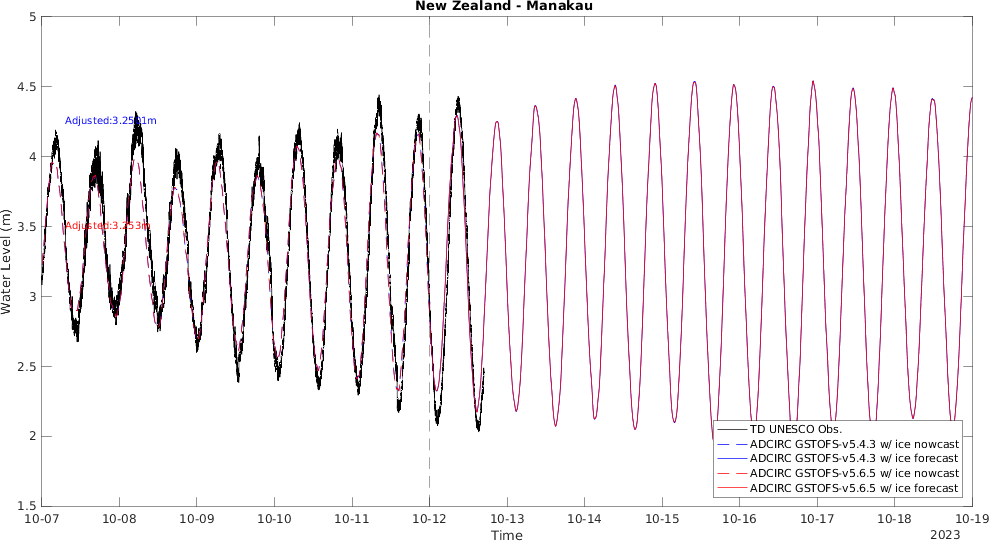 New Zealand - Manakau
Water Level (m)
5
4.5
4
3.5
3
2.5
2
1.5
Adjusted:3.2531m
Adjusted:3.253m
TD UNESCO Obs.
ADCIRC GSTOFS-v5.4.3 w/ ice nowcast
ADCIRC GSTOFS-v5.4.3 w/ ice forecast
ADCIRC GSTOFS-v5.6.5 w/ ice nowcast
ADCIRC GSTOFS-v5.6.5 w/ ice forecast
10-07 10-08 10-09 10-10 10-11 10-12 10-13 10-14 10-15 10-16 10-17 10-18 10-19
Time
2023